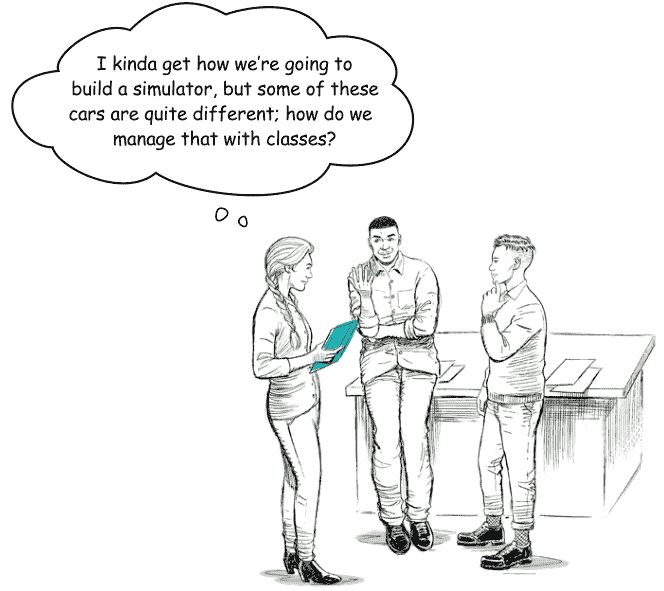 I kinda get how we’re going to
build a simulator, but some of these
cars are quite different; how do we
manage that with classes?